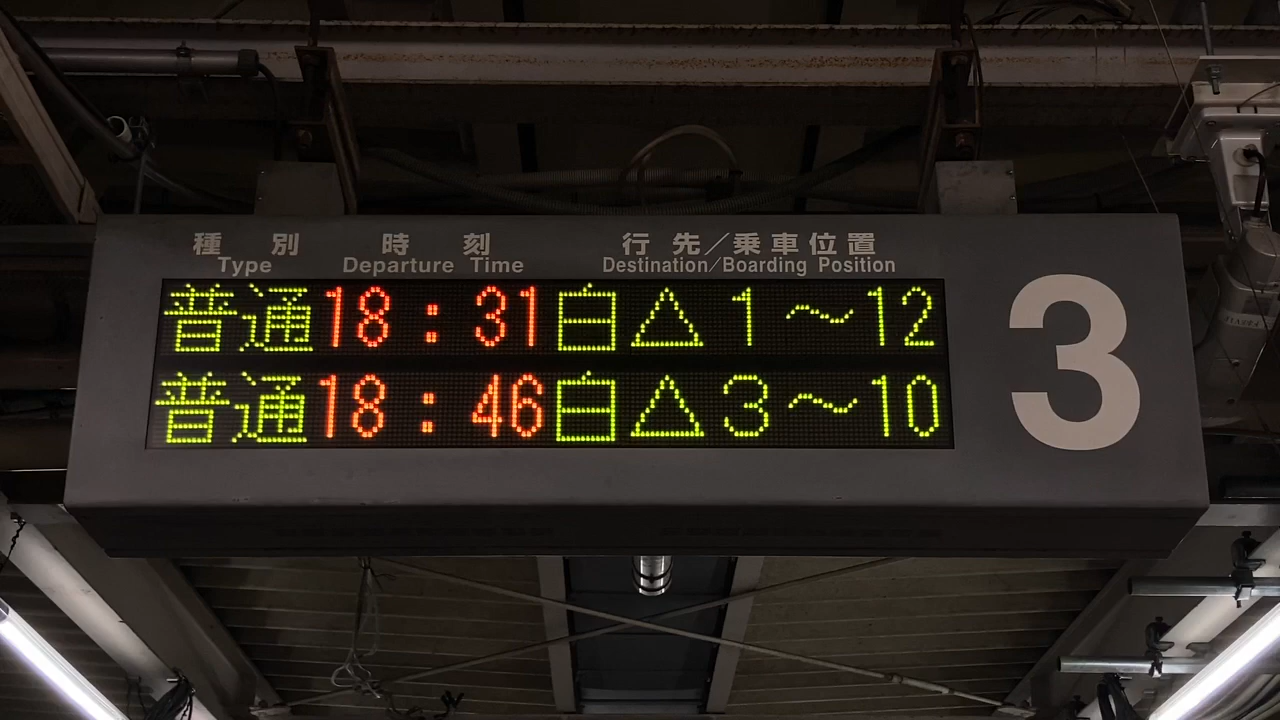 種別 時刻 行先/乗車位置
Type Departure Time Destination/Boarding Position
普通 18:31 白△ 1～12
普通 18:46 白△ 3～10
3